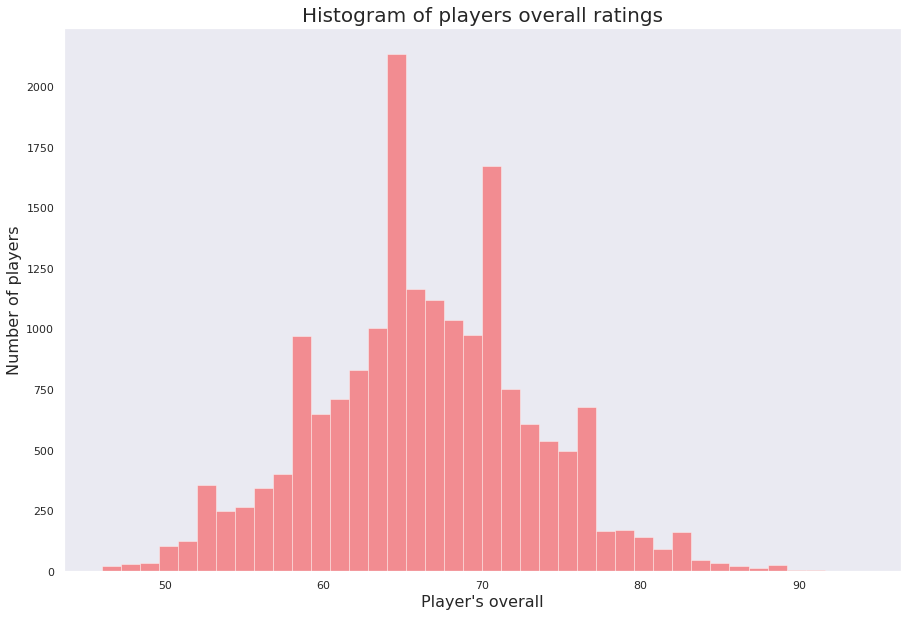 Histogram of players overall ratings
2000
1750
1500
1250
1000
750
500
250
0
Number of players
50 60 70 80 90
Player's overall